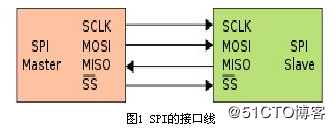 SCLK SCLK
SPI MOSI MOSI SPI
Master MISO MISO Slave
SS SS
图1 SPI的接口线
@51CTO博客